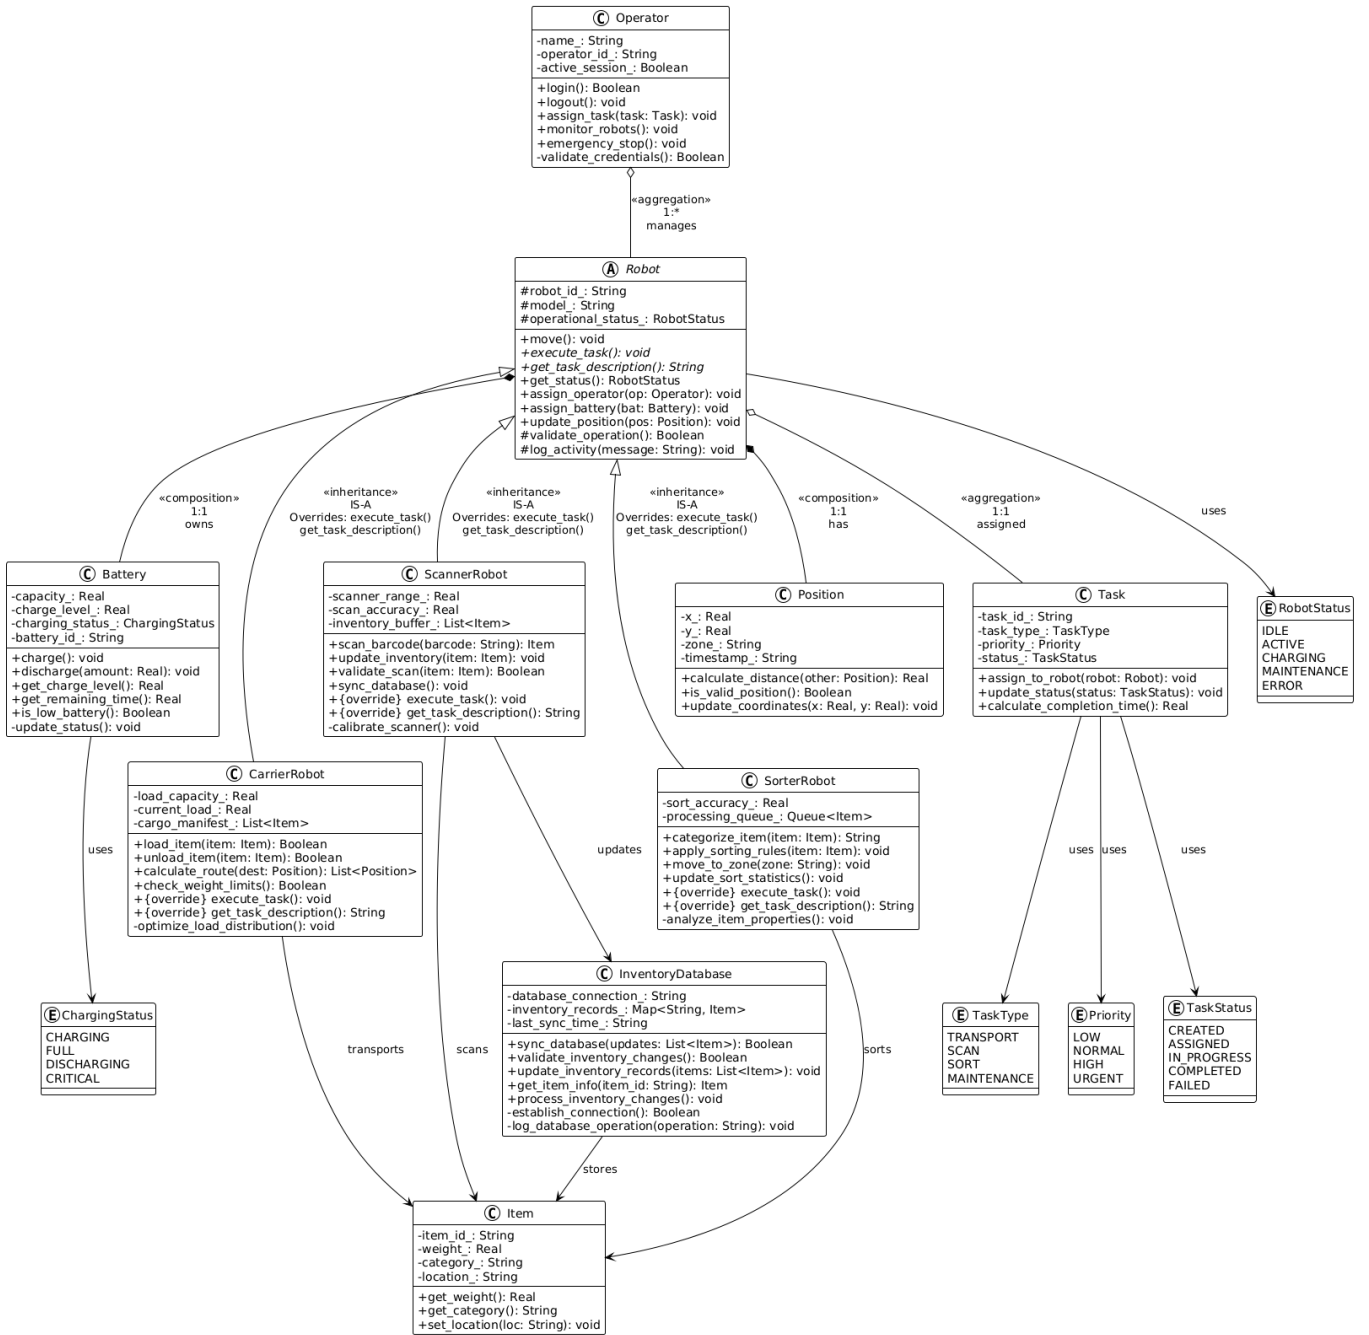 C Operator
-name_: String
-operator_id_: String
-active_session_: Boolean
+login(): Boolean
+logout(): void
+assign_task(task: Task): void
+monitor_robots(): void
+emergency_stop(): void
-validate_credentials(): Boolean
«aggregation»
1:*
manages
A Robot
#robot_id_: String
#model_: String
#operational_status_: RobotStatus
+move(): void
+execute_task(): void
+get_task_description(): String
+get_status(): RobotStatus
+assign_operator(op: Operator): void
+assign_battery(bat: Battery): void
+update_position(pos: Position): void
#validate_operation(): Boolean
#log_activity(message: String): void
«composition»
1:1
owns
«inheritance»
IS-A
Overrides: execute_task()
get_task_description()
«inheritance»
IS-A
Overrides: execute_task()
get_task_description()
«inheritance»
IS-A
Overrides: execute_task()
get_task_description()
«composition»
1:1
has
«aggregation»
1:1
assigned
uses
C Battery
-capacity_: Real
-charge_level_: Real
-charging_status_: ChargingStatus
-battery_id_: String
+charge(): void
+discharge(amount: Real): void
+get_charge_level(): Real
+get_remaining_time(): Real
+is_low_battery(): Boolean
-update_status(): void
C ScannerRobot
-scanner_range_: Real
-scan_accuracy_: Real
-inventory_buffer_: List<Item>
+scan_barcode(barcode: String): Item
+update_inventory(item: Item): void
+validate_scan(item: Item): Boolean
+sync_database(): void
+{override} execute_task(): void
+{override} get_task_description(): String
-calibrate_scanner(): void
C Position
-x_: Real
-y_: Real
-zone_: String
-timestamp_: String
+calculate_distance(other: Position): Real
+is_valid_position(): Boolean
+update_coordinates(x: Real, y: Real): void
C Task
-task_id_: String
-task_type_: TaskType
-priority_: Priority
-status_: TaskStatus
+assign_to_robot(robot: Robot): void
+update_status(status: TaskStatus): void
+calculate_completion_time(): Real
E RobotStatus
IDLE
ACTIVE
CHARGING
MAINTENANCE
ERROR
C CarrierRobot
-load_capacity_: Real
-current_load_: Real
-cargo_manifest_: List<Item>
+load_item(item: Item): Boolean
+unload_item(item: Item): Boolean
+calculate_route(dest: Position): List<Position>
+check_weight_limits(): Boolean
+{override} execute_task(): void
+{override} get_task_description(): String
-optimize_load_distribution(): void
C SorterRobot
-sort_accuracy_: Real
-processing_queue_: Queue<Item>
+categorize_item(item: Item): String
+apply_sorting_rules(item: Item): void
+move_to_zone(zone: String): void
+update_sort_statistics(): void
+{override} execute_task(): void
+{override} get_task_description(): String
-analyze_item_properties(): void
uses
updates
uses
uses
uses
E ChargingStatus
CHARGING
FULL
DISCHARGING
CRITICAL
transports
scans
C InventoryDatabase
-database_connection_: String
-inventory_records_: Map<String, Item>
-last_sync_time_: String
+sync_database(updates: List<Item>): Boolean
+validate_inventory_changes(): Boolean
+update_inventory_records(items: List<Item>): void
+get_item_info(item_id: String): Item
+process_inventory_changes(): void
-establish_connection(): Boolean
-log_database_operation(operation: String): void
sorts
E TaskType
TRANSPORT
SCAN
SORT
MAINTENANCE
E Priority
LOW
NORMAL
HIGH
URGENT
E TaskStatus
CREATED
ASSIGNED
IN_PROGRESS
COMPLETED
FAILED
stores
C Item
-item_id_: String
-weight_: Real
-category_: String
-location_: String
+get_weight(): Real
+get_category(): String
+set_location(loc: String): void